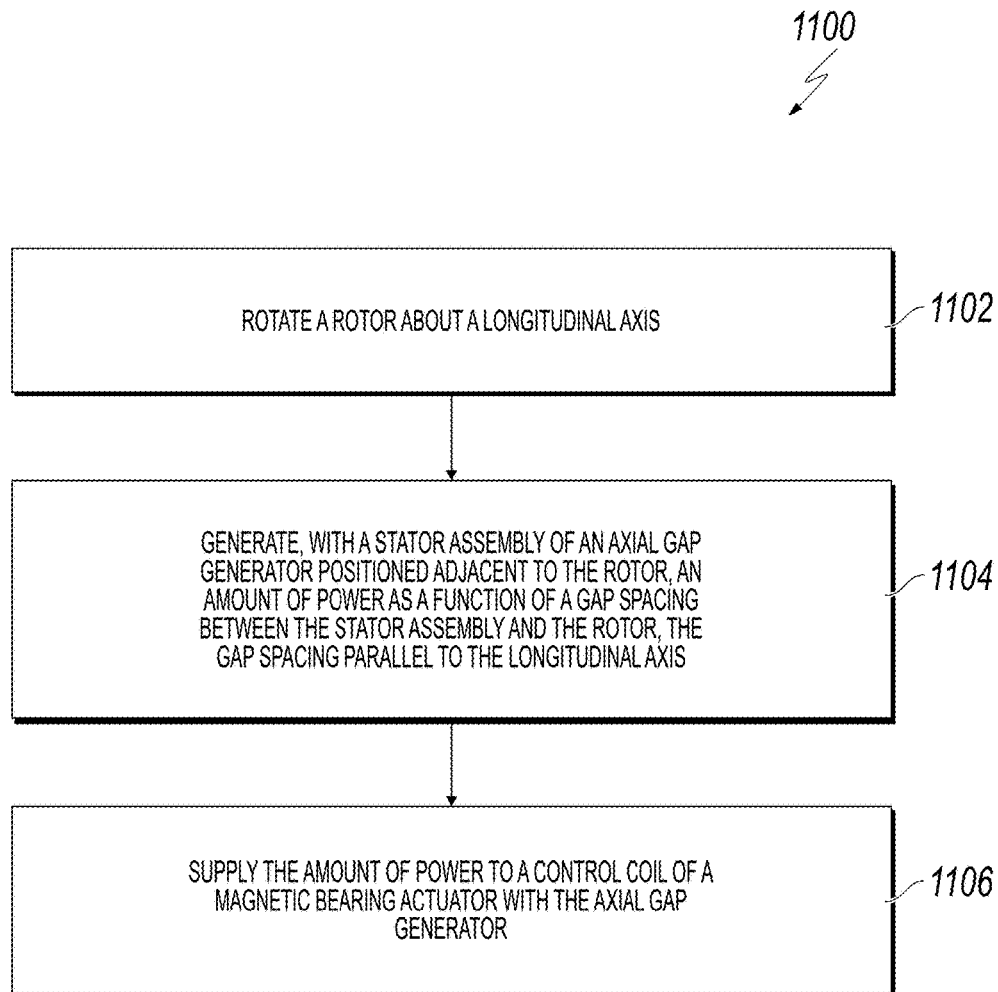 1100
ROTATE A ROTOR ABOUT A LONGITUDINAL AXIS
1102
GENERATE, WITH A STATOR ASSEMBLY OF AN AXIAL GAP
GENERATOR POSITIONED ADJACENT TO THE ROTOR, AN
AMOUNT OF POWER AS A FUNCTION OF A GAP SPACING
BETWEEN THE STATOR ASSEMBLY AND THE ROTOR, THE
GAP SPACING PARALLEL TO THE LONGITUDINAL AXIS
1104
SUPPLY THE AMOUNT OF POWER TO A CONTROL COIL OF A
MAGNETIC BEARING ACTUATOR WITH THE AXIAL GAP
GENERATOR
1106